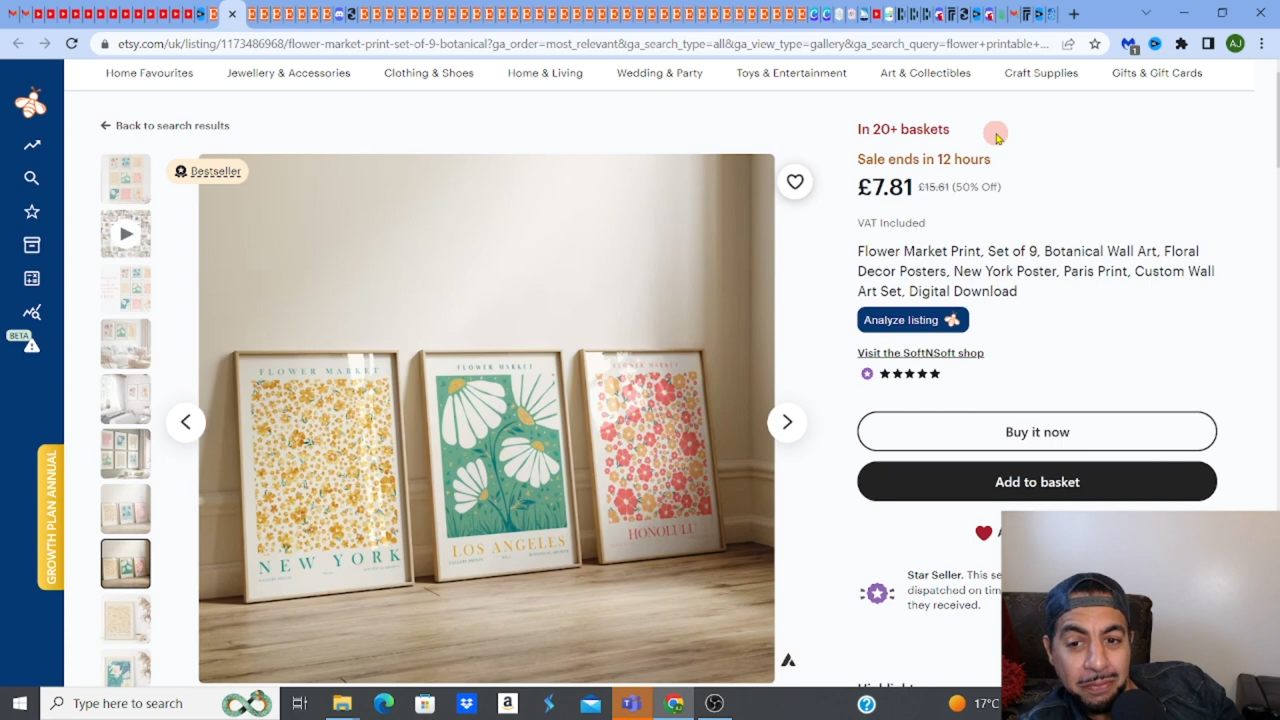 etsy.com/uk/listing/1173486968/flower-market-print-set-of-9-botanical?ga_order=most_relevant&ga_search_type=all&ga_view_type=gallery&ga_search_query=flower+printable+...
AJ
Home Favourites
Jewellery & Accessories
Clothing & Shoes
Home & Living
Wedding & Party
Toys & Entertainment
Art & Collectibles
Craft Supplies
Gifts & Gift Cards
← Back to search results
In 20+ baskets
Bestseller
Sale ends in 12 hours
£7.81 £15.61 (50% Off)
VAT Included
Flower Market Print, Set of 9, Botanical Wall Art, Floral
Decor Posters, New York Poster, Paris Print, Custom Wall
Art Set, Digital Download
Analyze listing
Visit the SoftNSoft shop
BETA
GROWTH PLAN ANNUAL
FLOWER MARKET
NEW YORK
FLOWER MARKET
LOS ANGELES
FLOWER MARKET
HONOLULU
Buy it now
Add to basket
Star Seller. This se
dispatched on tim
they received.
Type here to search
17°C